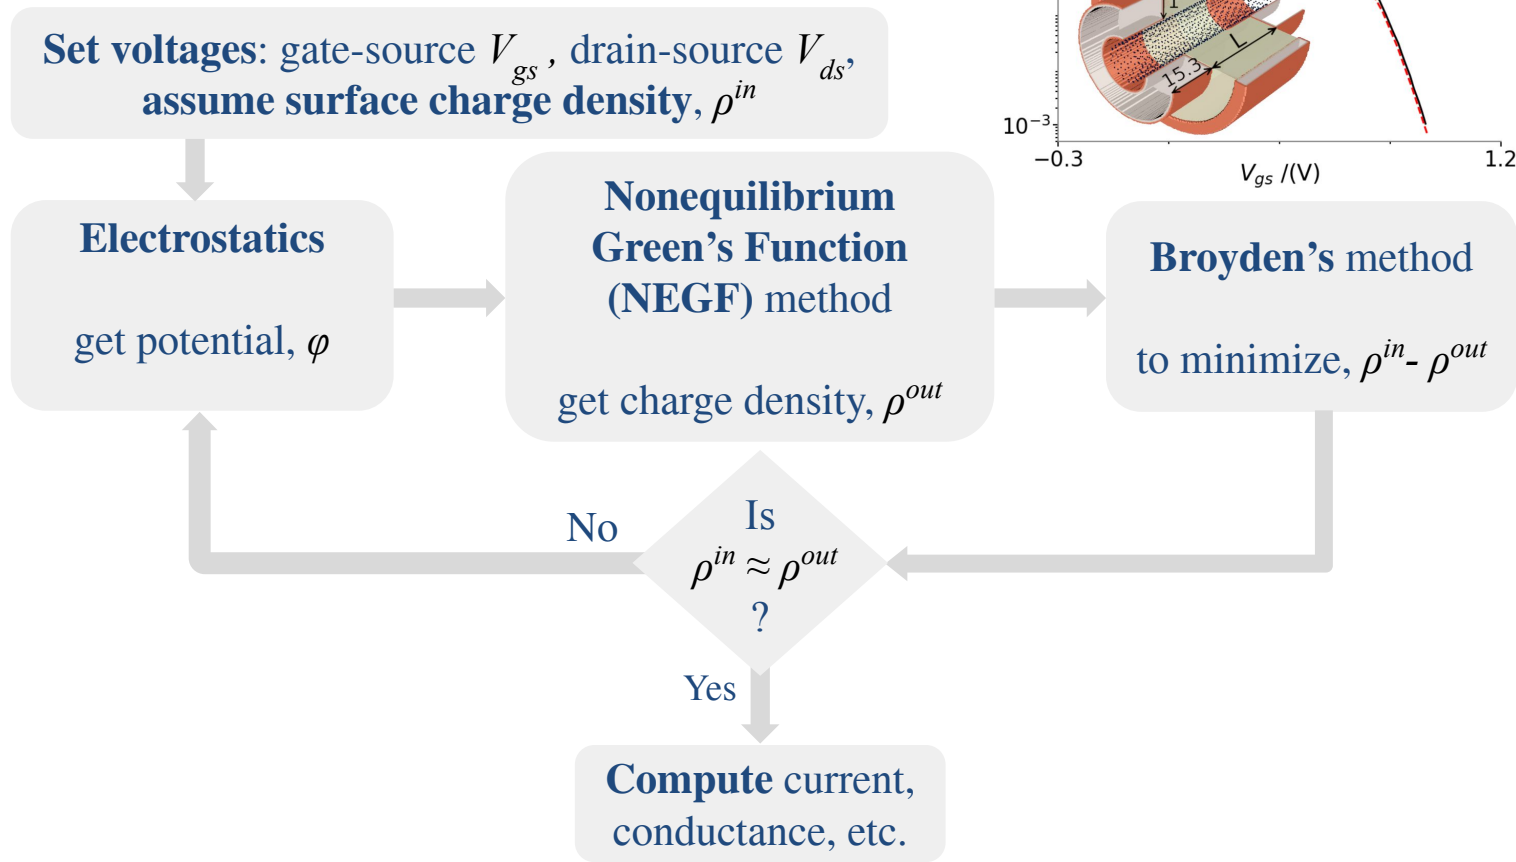 Set voltages: gate-source V_gs , drain-source V_ds,
assume surface charge density, ρ^in
Electrostatics
get potential, φ
Nonequilibrium
Green’s Function
(NEGF) method
get charge density, ρ^out
L
15.3
10^−3
−0.3
1.2
V_gs /(V)
Broyden’s method
to minimize, ρ^in- ρ^out
No
Is
ρ^in ≈ ρ^out
?
Yes
Compute current,
conductance, etc.